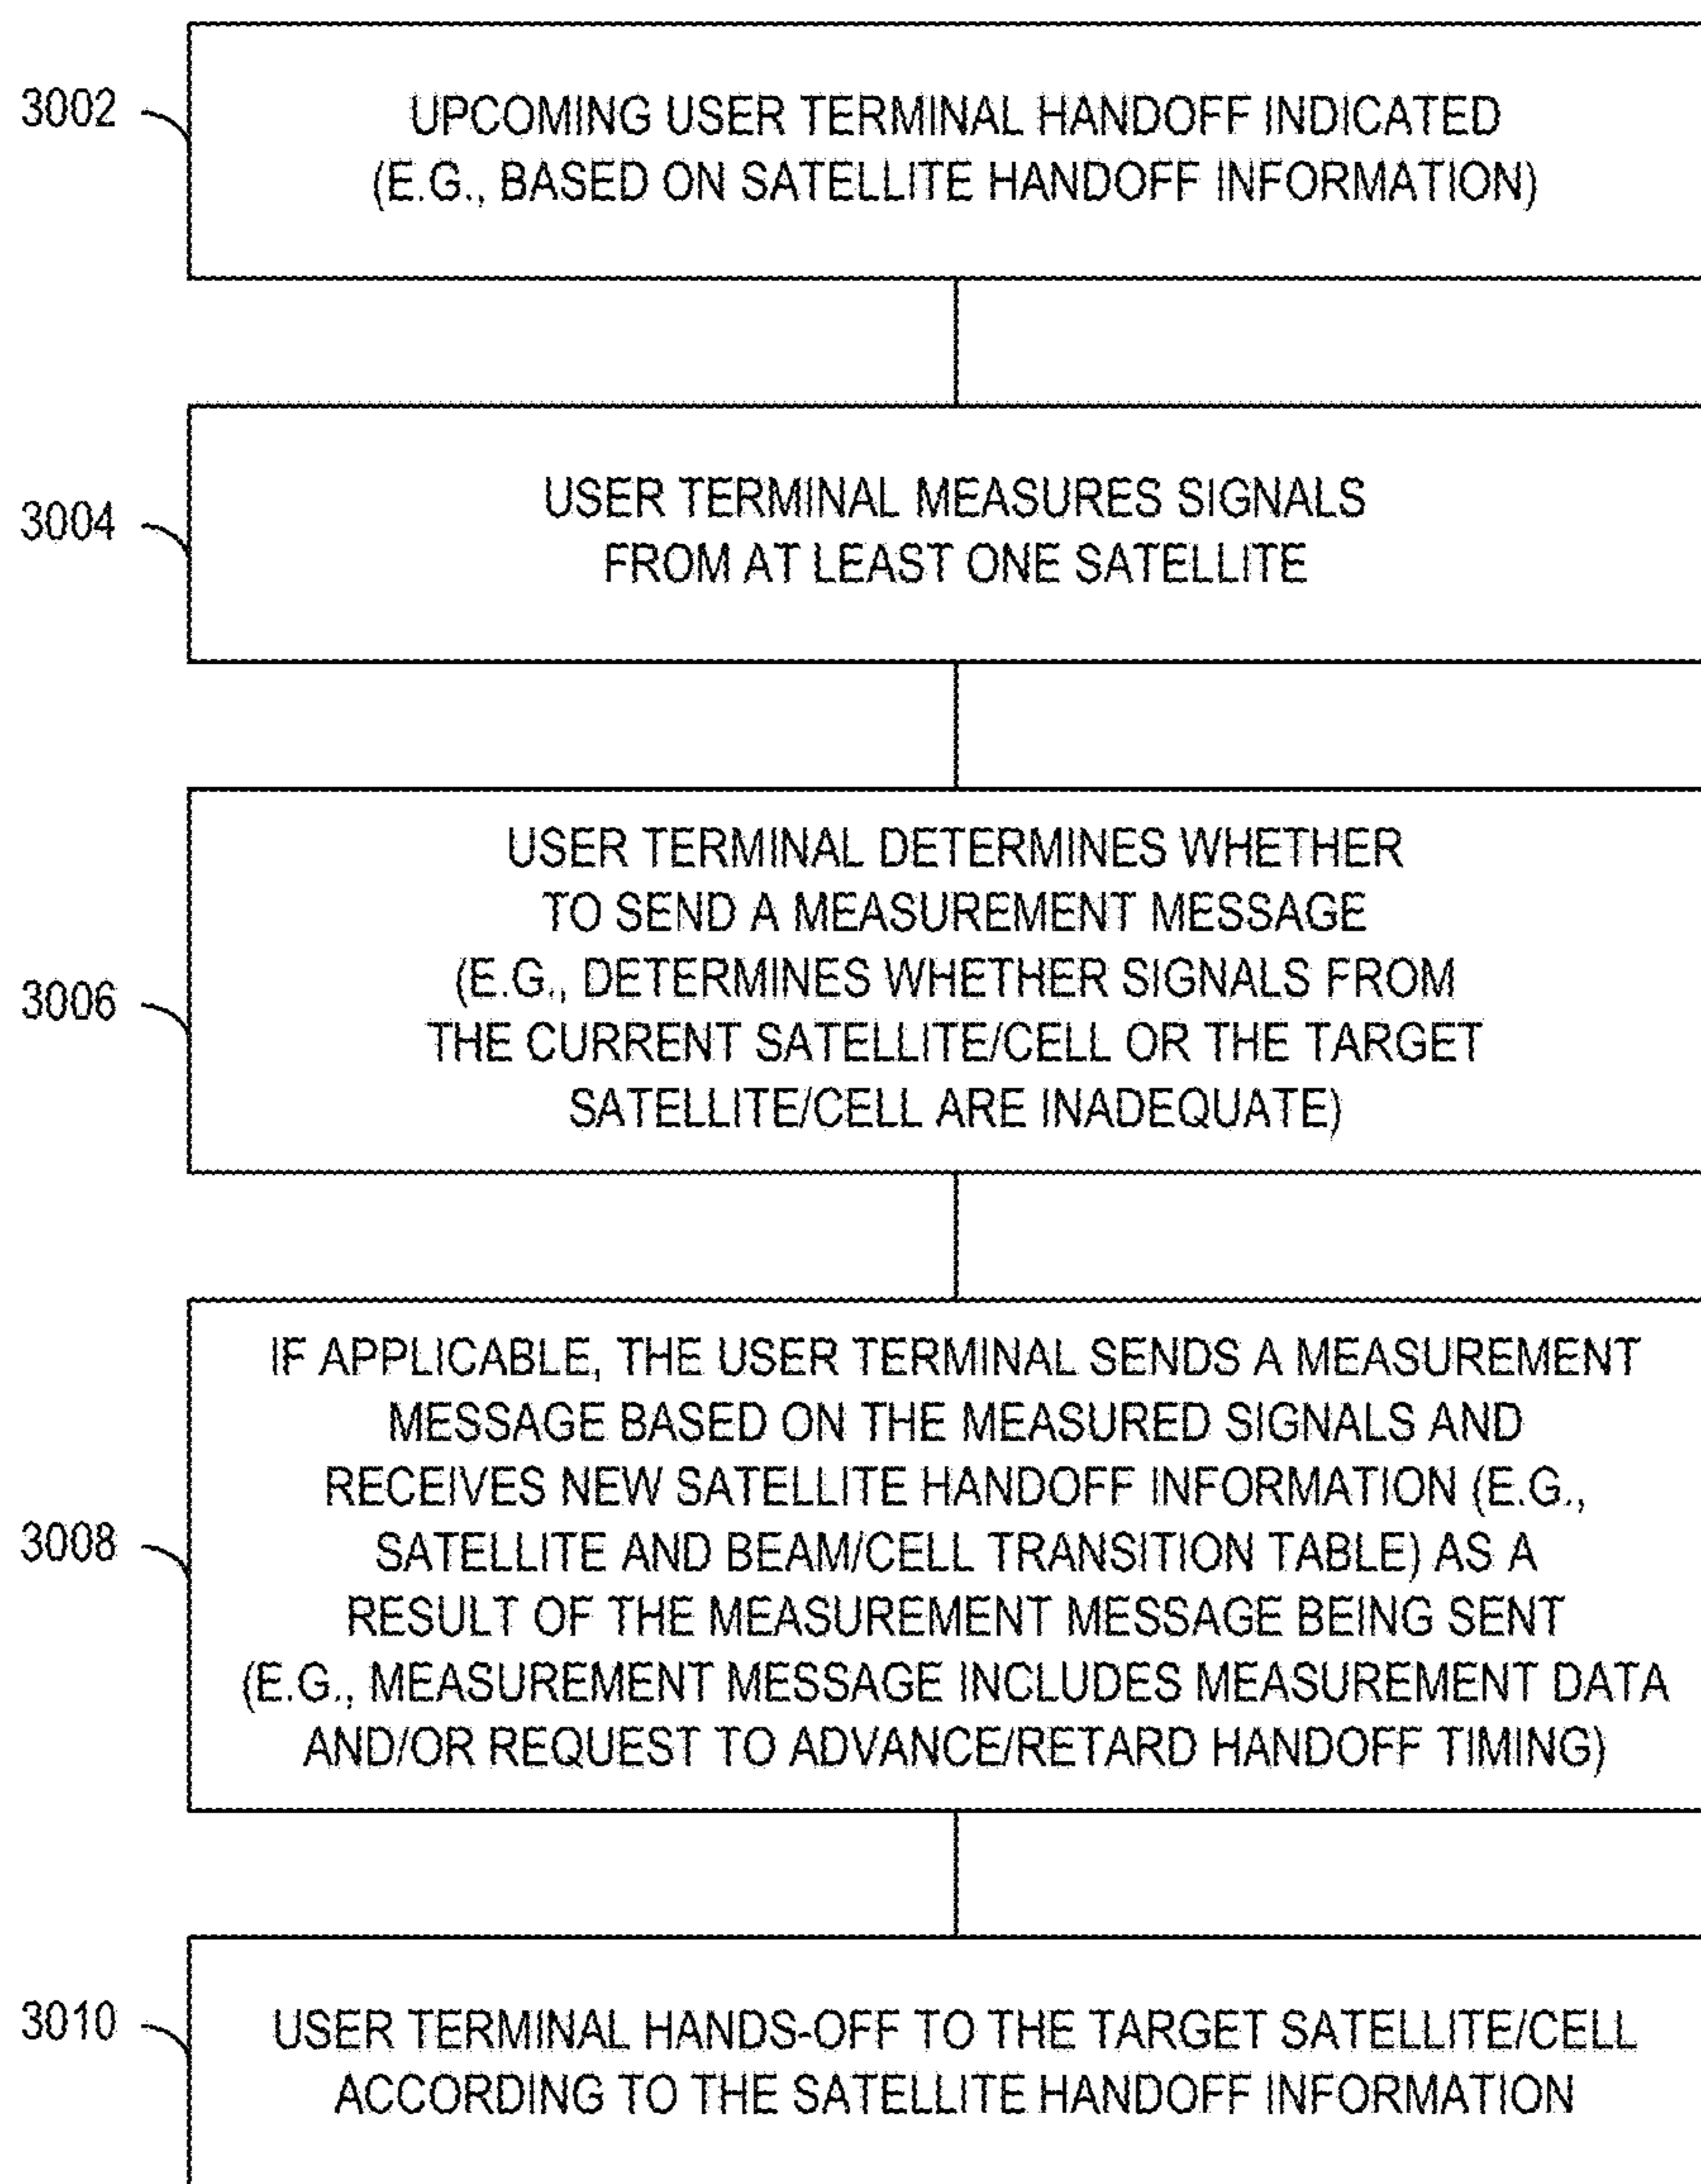 3002
UPCOMING USER TERMINAL HANDOFF INDICATED
(E.G., BASED ON SATELLITE HANDOFF INFORMATION)
3004
USER TERMINAL MEASURES SIGNALS
FROM AT LEAST ONE SATELLITE
3006
USER TERMINAL DETERMINES WHETHER
TO SEND A MEASUREMENT MESSAGE
(E.G., DETERMINES WHETHER SIGNALS FROM
THE CURRENT SATELLITE/CELL OR THE TARGET
SATELLITE/CELL ARE INADEQUATE)
3008
IF APPLICABLE, THE USER TERMINAL SENDS A MEASUREMENT
MESSAGE BASED ON THE MEASURED SIGNALS AND
RECEIVES NEW SATELLITE HANDOFF INFORMATION (E.G.,
SATELLITE AND BEAM/CELL TRANSITION TABLE) AS A
RESULT OF THE MEASUREMENT MESSAGE BEING SENT
(E.G., MEASUREMENT MESSAGE INCLUDES MEASUREMENT DATA
AND/OR REQUEST TO ADVANCE/RETARD HANDOFF TIMING)
3010
USER TERMINAL HANDS-OFF TO THE TARGET SATELLITE/CELL
ACCORDING TO THE SATELLITE HANDOFF INFORMATION